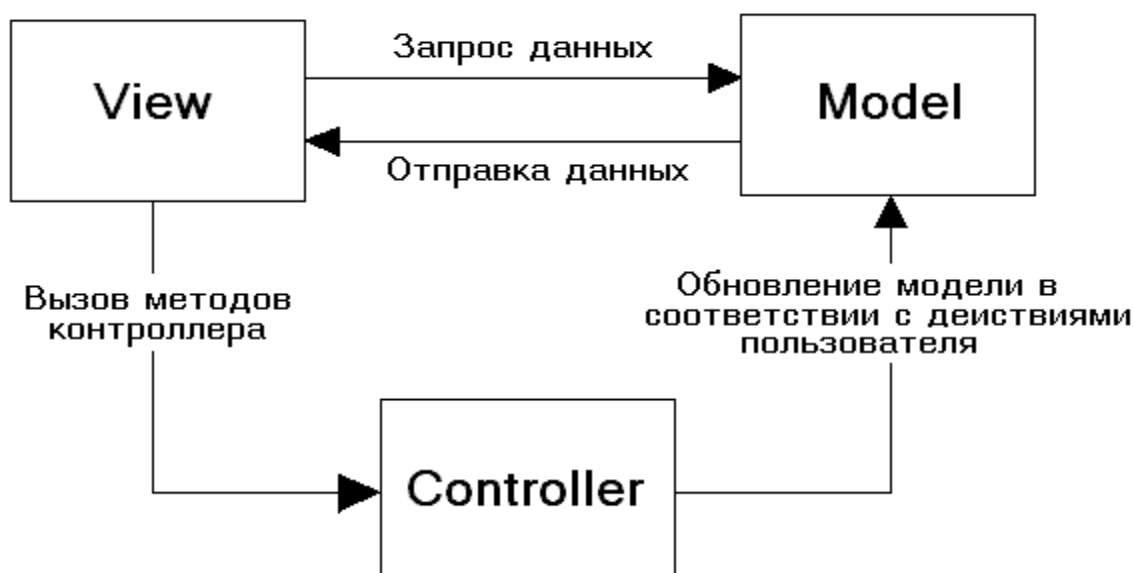 View
Запрос данных
Отправка данных
Model
Вызов методов
контроллера
Обновление модели в
соответствии с деиствиями
пользователя
Controller